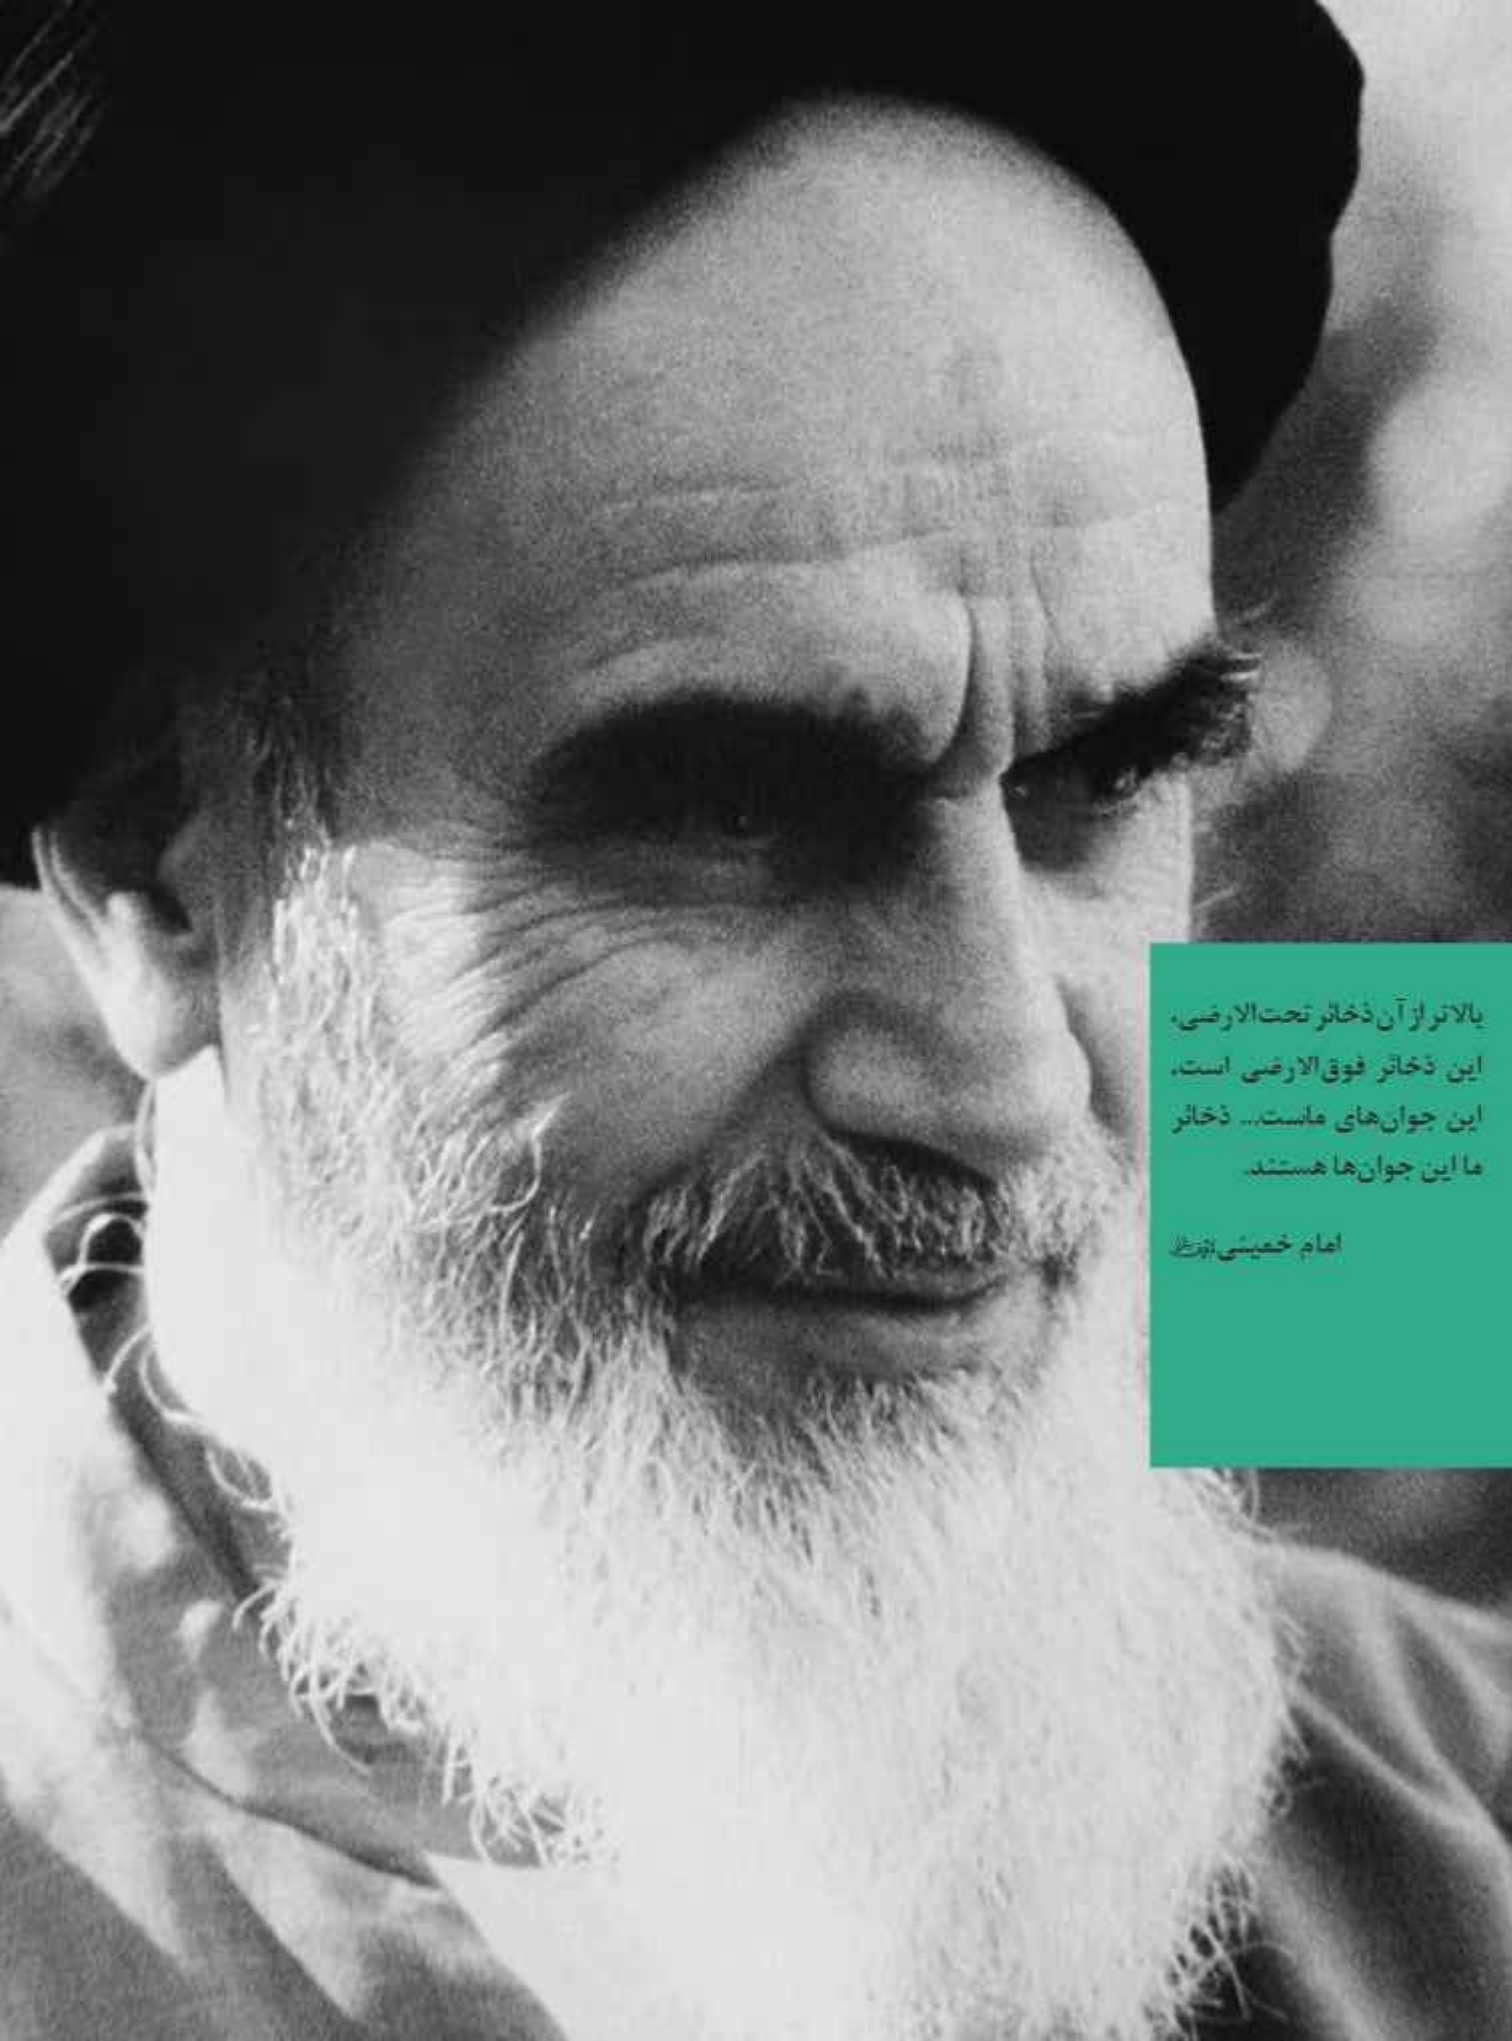 بالاتر از آن ذخائر تحت‌الارضی،
این ذخائر فوق‌الارضی است،
این جوان‌های ماست... ذخائر
ما این جوان‌ها هستند.
امام خمینی